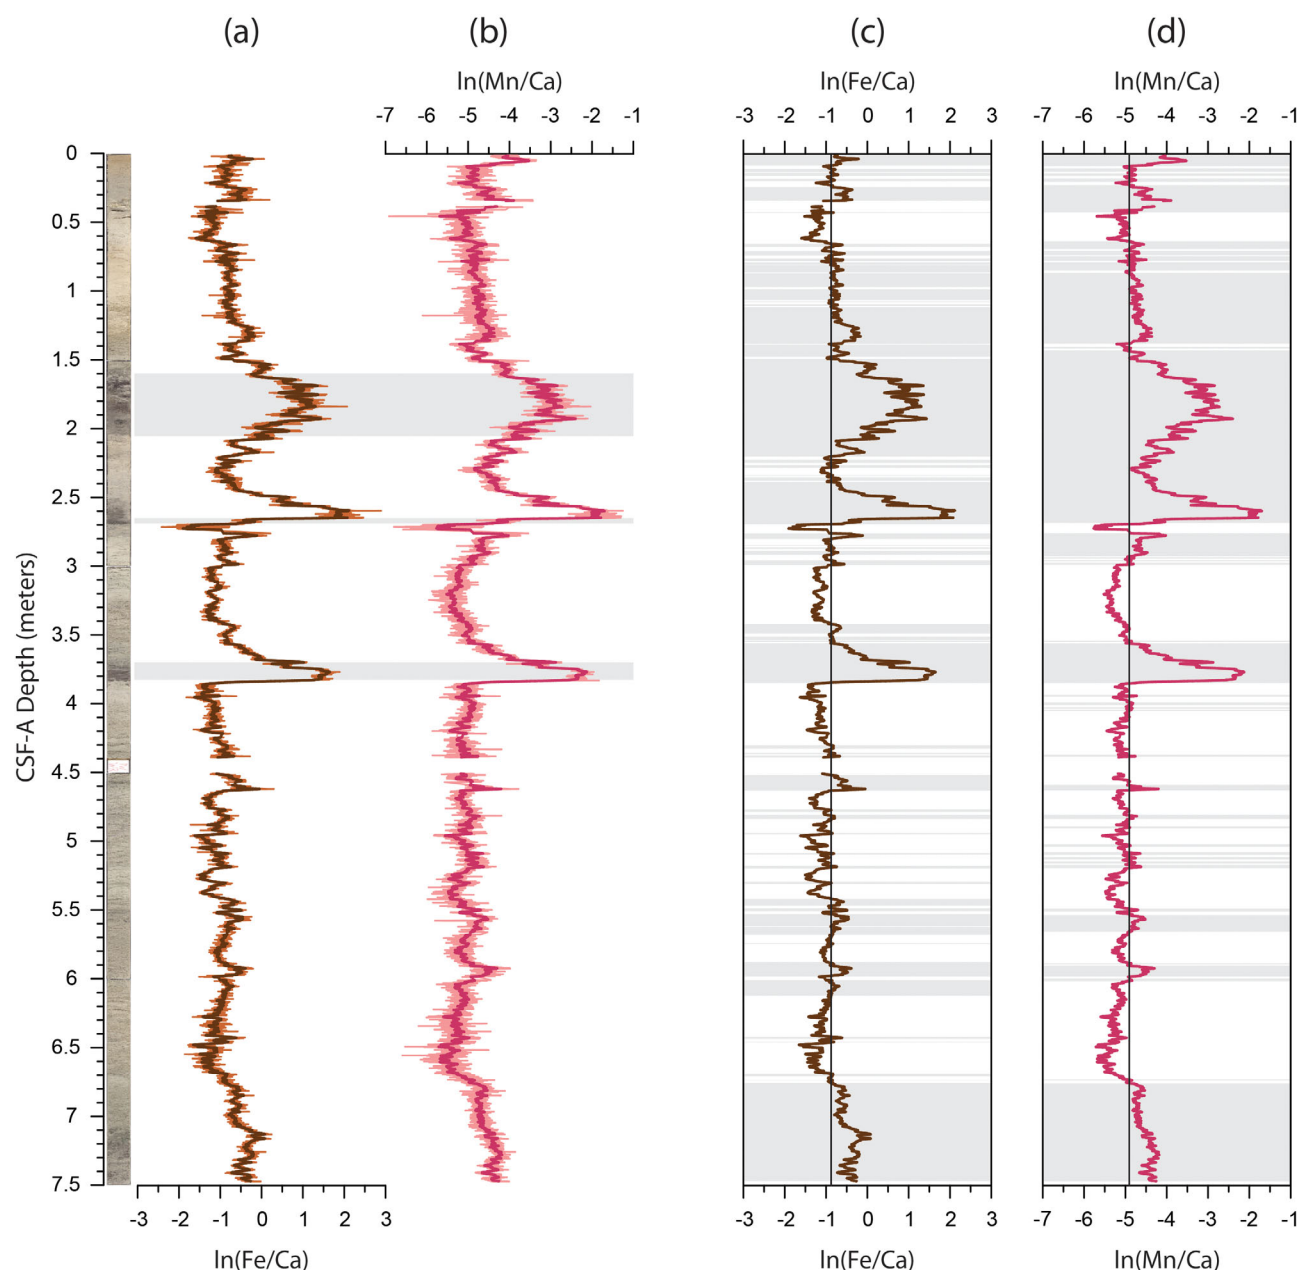 (a) (b) (c) (d)
ln(Mn/Ca) ln(Fe/Ca) ln(Mn/Ca)
-7 -6 -5 -4 -3 -2 -1 -3 -2 -1 0 1 2 3 -7 -6 -5 -4 -3 -2 -1
0
0.5
1
1.5
2
2.5
3
3.5
4
4.5
5
5.5
6
6.5
7
7.5
CSF-A Depth (meters)
-3 -2 -1 0 1 2 3 -3 -2 -1 0 1 2 3 -7 -6 -5 -4 -3 -2 -1
ln(Fe/Ca) ln(Fe/Ca) ln(Mn/Ca)